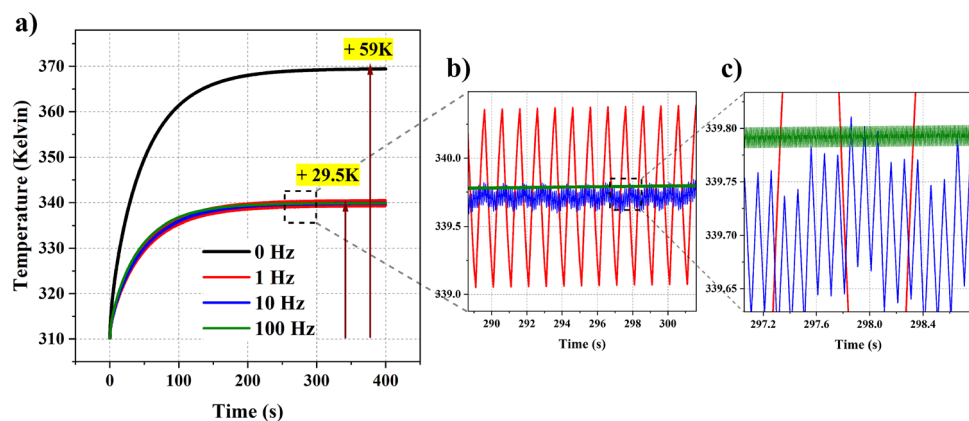 a)
+ 59K
b)
c)
370
360
350
340
330
320
310
Temperature (Kelvin)
+ 29.5K
0 Hz
1 Hz
10 Hz
100 Hz
0
100
200
300
400
Time (s)
340.0
339.5
339.0
290
292
294
296
298
300
Time (s)
339.80
339.75
339.70
339,65
297.2
297.6
298.0
298.4
Time (s)